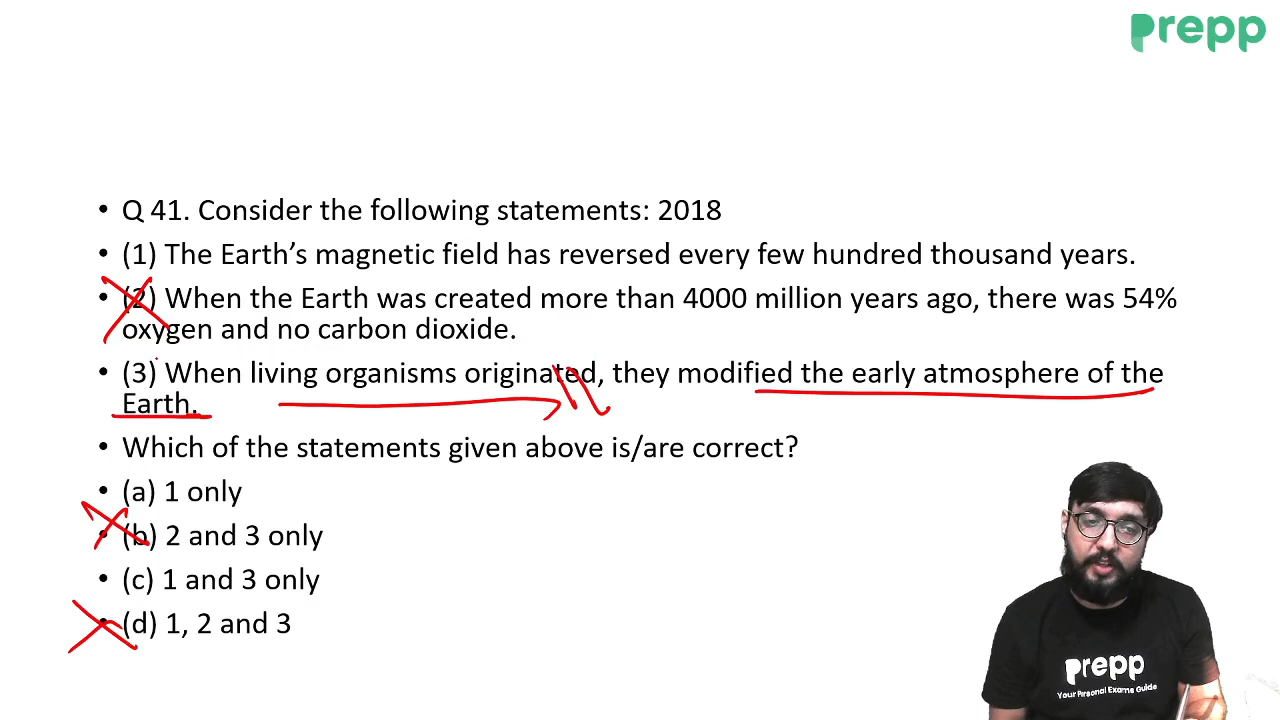 prepp
• Q 41. Consider the following statements: 2018
• (1) The Earth's magnetic field has reversed every few hundred thousand years.
• (2) When the Earth was created more than 4000 million years ago, there was 54%
oxygen and no carbon dioxide.
• (3) When living organisms originated, they modified the early atmosphere of the
Earth.
• Which of the statements given above is/are correct?
• (a) 1 only
• (b) 2 and 3 only
• (c) 1 and 3 only
• (d) 1, 2 and 3
prepp
Your Personal Exams Guide